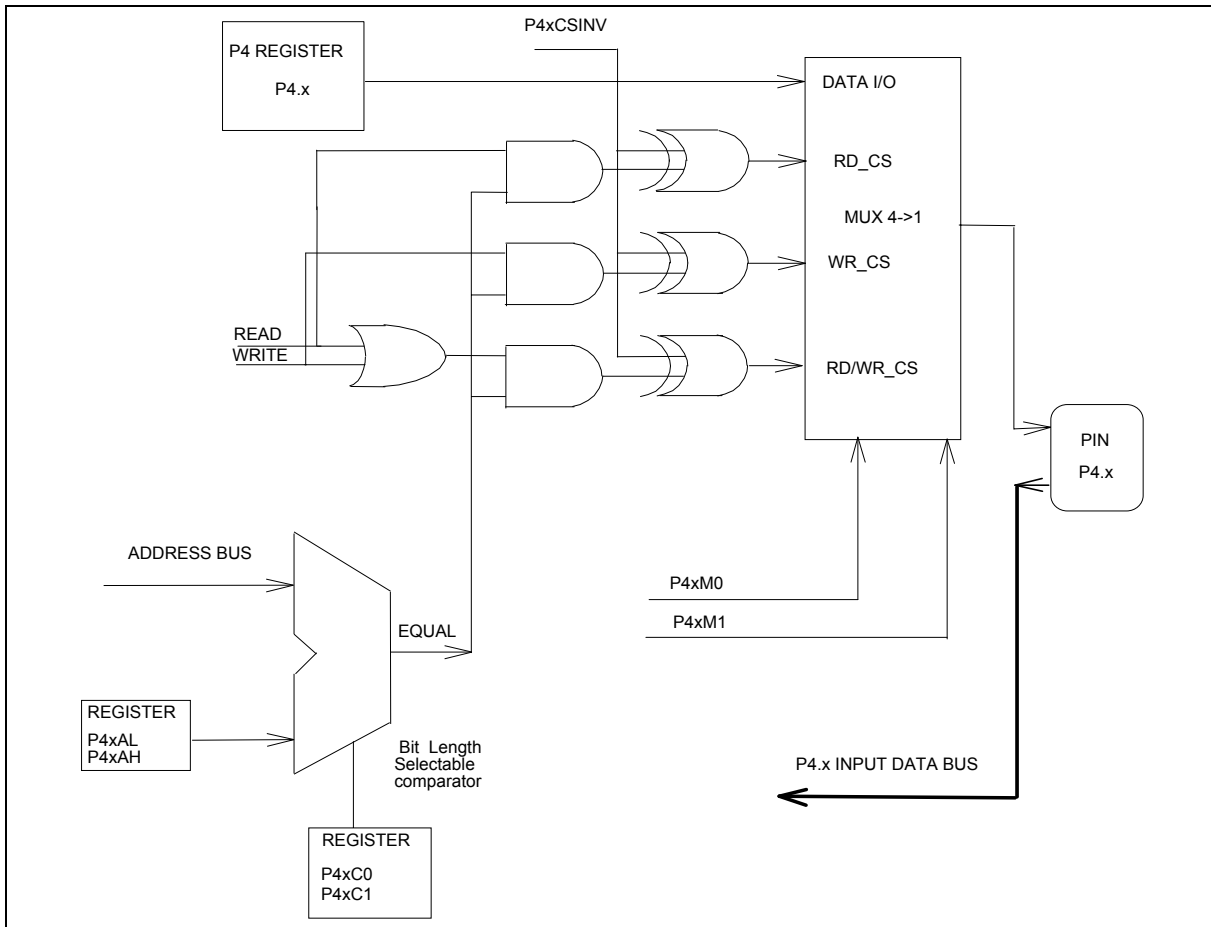 P4xCSINV
P4 REGISTER
P4.x
DATA I/O
RD_CS
MUX 4->1
WR_CS
READ
WRITE
RD/WR_CS
PIN
P4.x
ADDRESS BUS
P4xM0
P4xM1
EQUAL
REGISTER
P4xAL
P4xAH
Bit Length
Selectable
comparator
P4.x INPUT DATA BUS
REGISTER
P4xC0
P4xC1